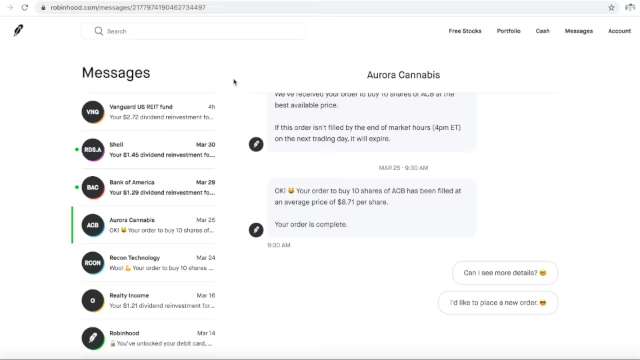 robinhood.com/messages/2177974190462734497
Search
Free Stocks
Portfolio
Cash
Messages
Account
Messages
VNQ
Vanguard US REIT fund
4h
Your $2.72 dividend reinvestment fo...
RDS.A
Shell
Mar 30
Your $1.45 dividend reinvestment fo...
BAC
Bank of America
Mar 29
Your $1.29 dividend reinvestment fo...
ACB
Aurora Cannabis
Mar 25
OK! 😺 Your order to buy 10 shares of...
RCON
Recon Technology
Mar 24
Woo! 💪 Your order to buy 10 shares ...
O
Realty Income
Mar 16
Your $1.21 dividend reinvestment for...
Robinhood
Mar 14
🔓 You've unlocked your debit card, ...
Aurora Cannabis
We've received your order to buy 10 shares of ACB at the
best available price.
If this order isn't filled by the end of market hours (4pm ET)
on the next trading day, it will expire.
MAR 25 · 9:30 AM
OK! 😺 Your order to buy 10 shares of ACB has been filled at
an average price of $8.71 per share.
Your order is complete.
9:30 AM
Can I see more details? 🤓
I'd like to place a new order. 😎